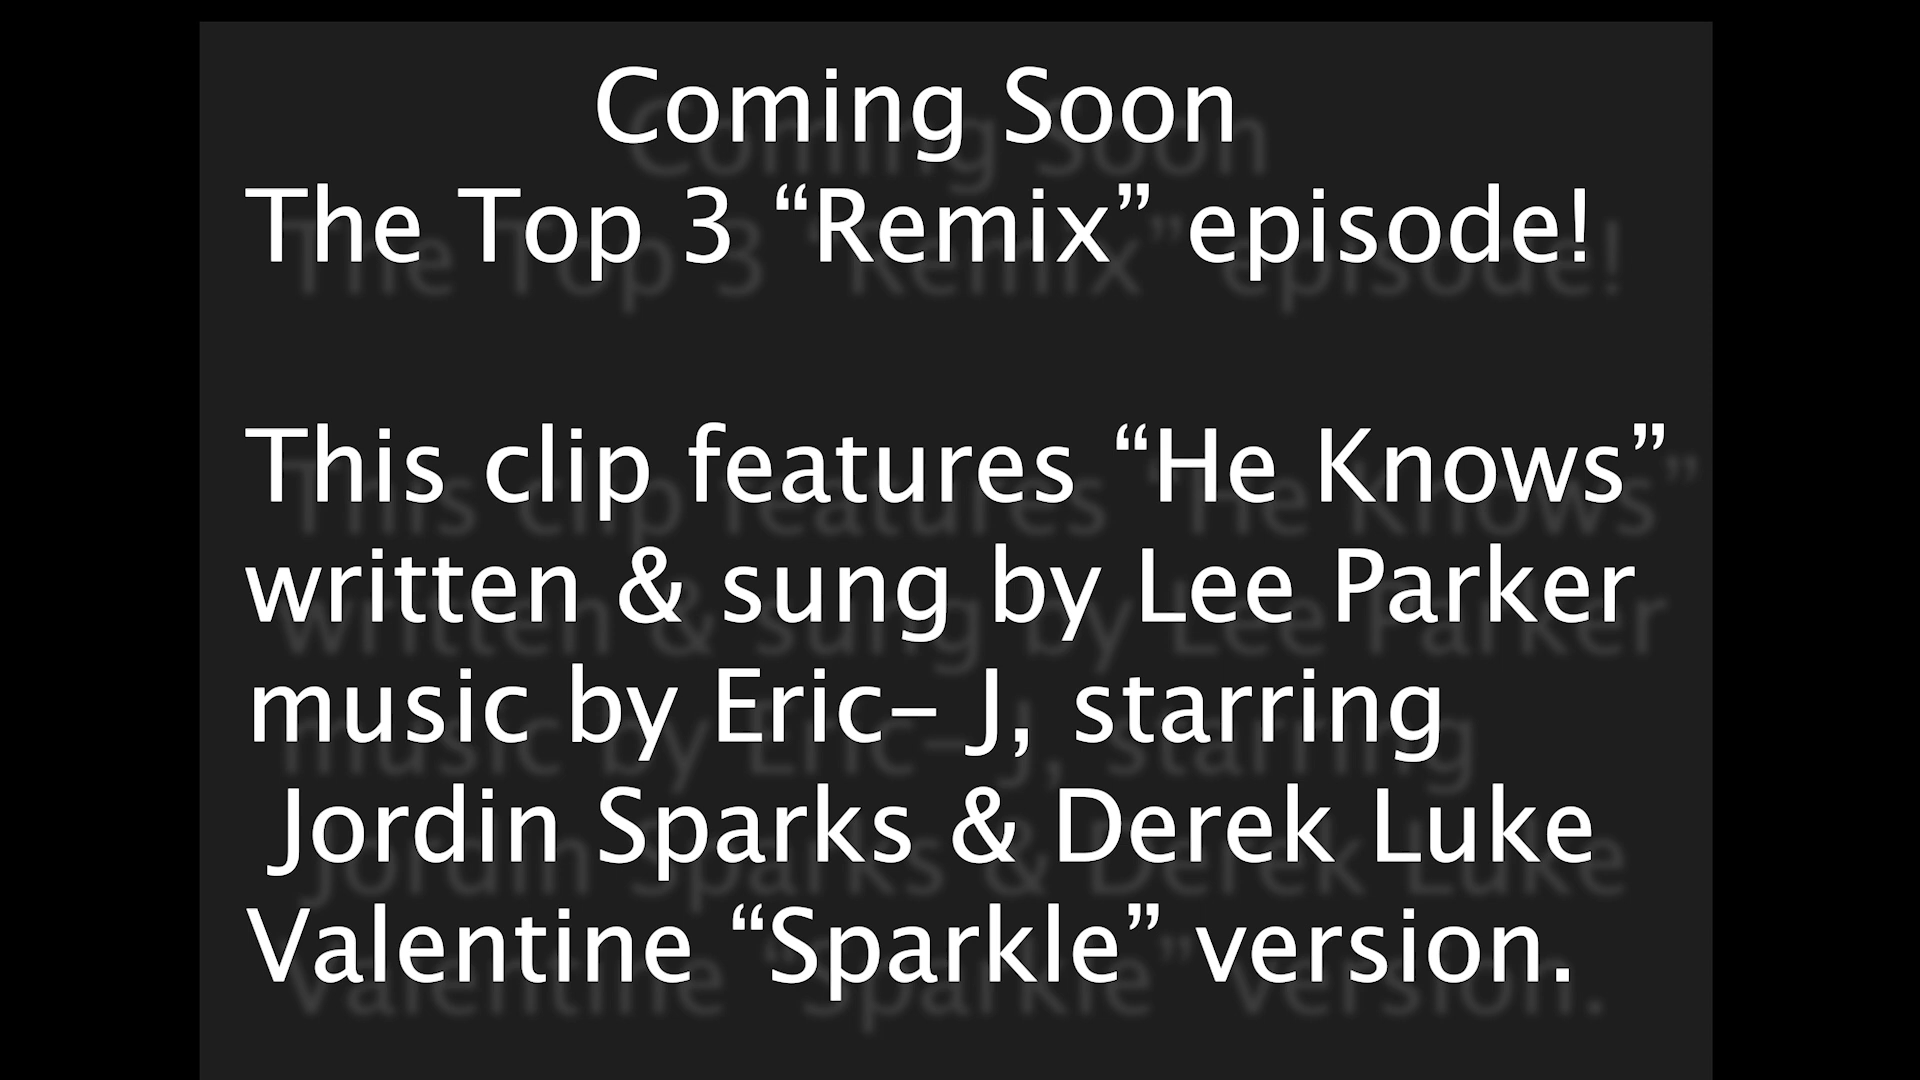 Coming Soon
The Top 3 “Remix” episode!
This clip features “He Knows”
written & sung by Lee Parker
music by Eric- J, starring
Jordin Sparks & Derek Luke
Valentine “Sparkle” version.